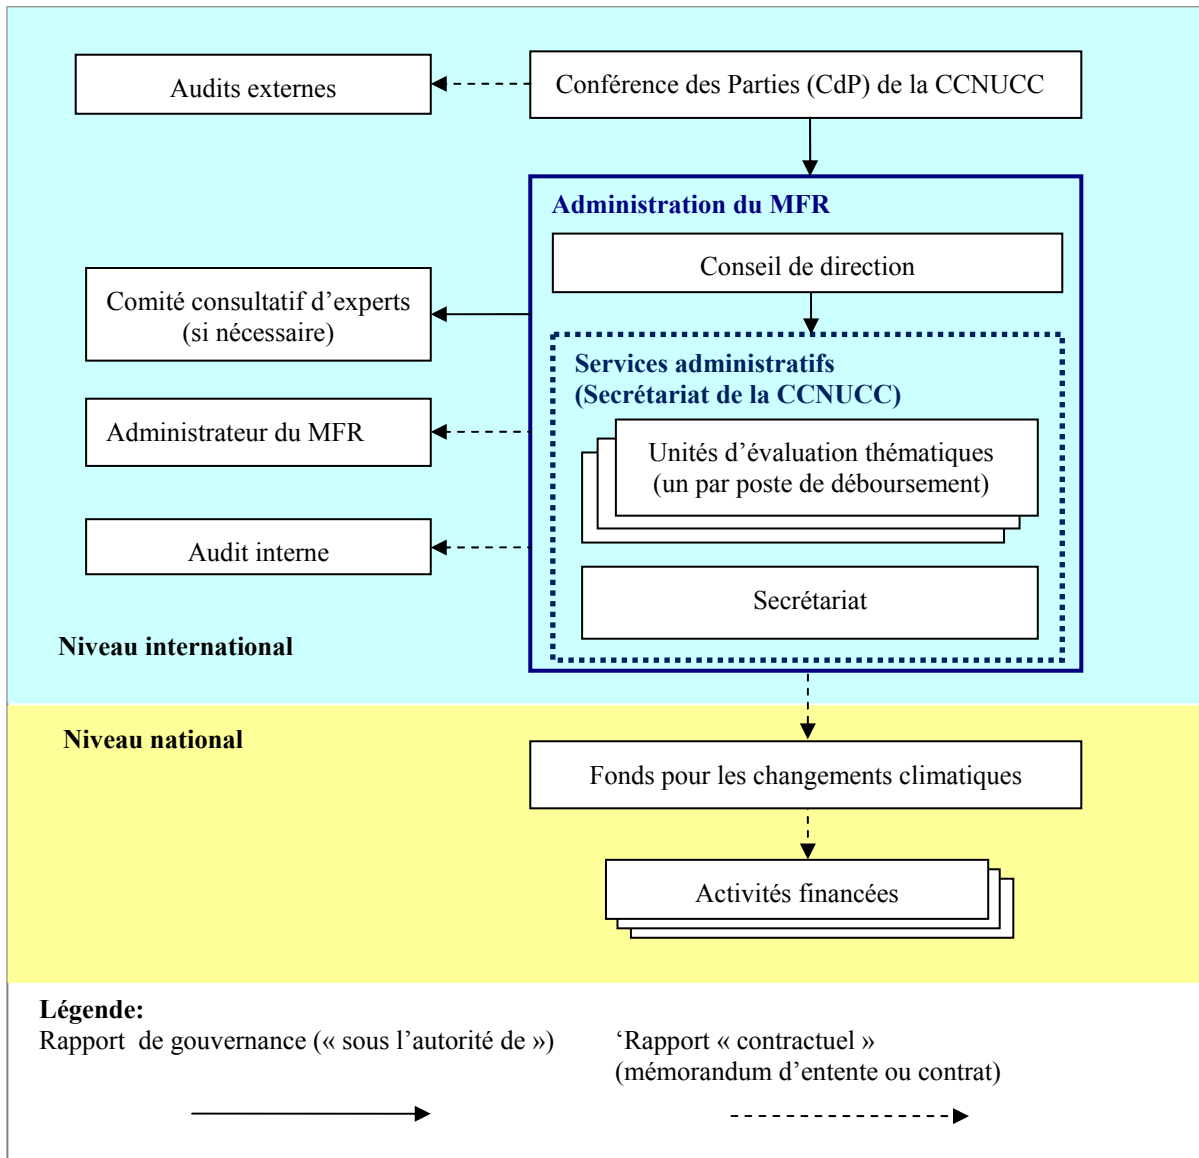 Audits externes
Conférence des Parties (CdP) de la CCNUCC
Administration du MFR
Conseil de direction
Comité consultatif d’experts
(si nécessaire)
Services administratifs
(Secrétariat de la CCNUCC)
Administrateur du MFR
Unités d’évaluation thématiques
(un par poste de déboursement)
Audit interne
Secrétariat
Niveau international
Niveau national
Fonds pour les changements climatiques
Activités financées
Légende:
Rapport de gouvernance (« sous l’autorité de »)
‘Rapport « contractuel »
(mémorandum d’entente ou contrat)